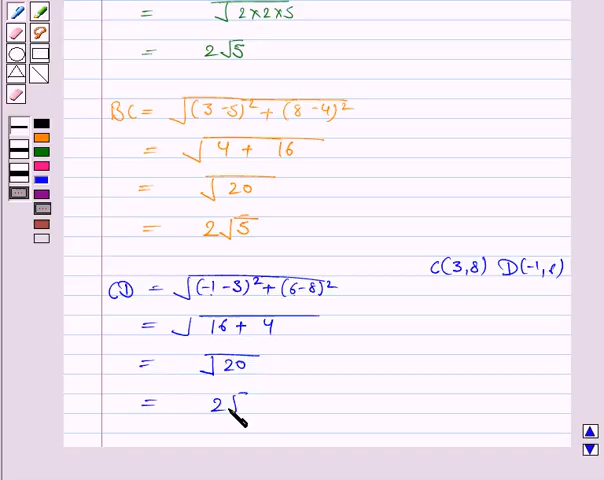 = √2×2×5
= 2√5
BC = √(3-5)² + (8-4)²
= √4 + 16
= √20
= 2√5
C(3,8) D(-1,8)
CD = √(-1-3)² + (6-8)²
= √16 + 4
= √20
= 2√